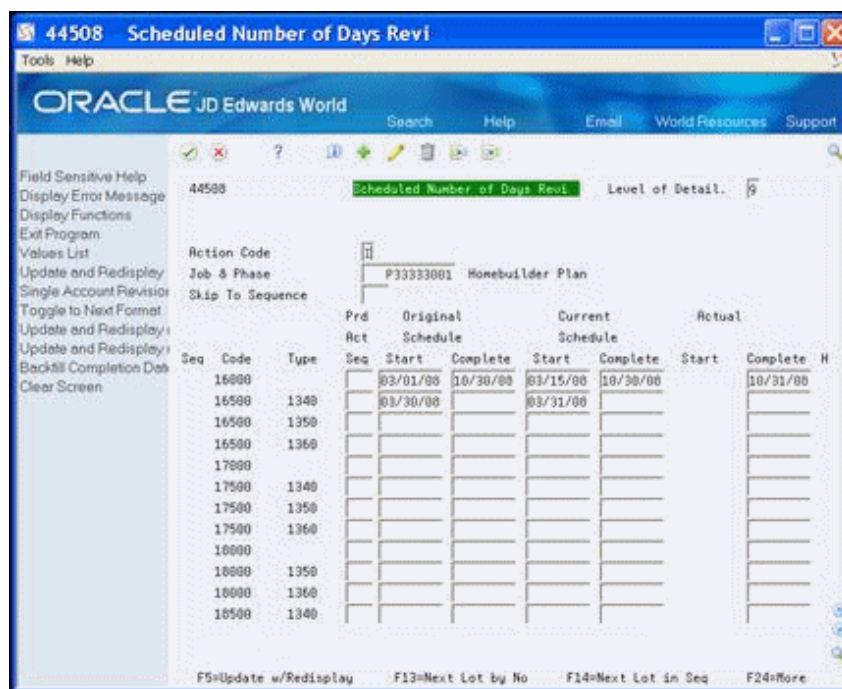 44508 Scheduled Number of Days Revi
Tools Help
ORACLE JD Edwards World
Search Help Email World Resources Support
Field Sensitive Help
Display Error Message
Display Functions
Exit Program
Values List
Update and Redisplay
Single Account Revision
Toggle to Next Format
Update and Redisplay
Update and Redisplay
Backfill Completion Date
Clear Screen
44508 Scheduled Number of Days Revi Level of Detail. 9
Action Code I
Job & Phase P33333001 Homebuilder Plan
Skip To Sequence
Prd Original Current Actual
Act Schedule Schedule
Seq Code Type Seq Start Complete Start Complete Start Complete M
16000 03/01/08 10/30/08 03/15/08 10/30/08 10/31/08
16500 1340 03/30/08 03/31/08
16500 1350
16500 1360
17000
17500 1340
17500 1350
17500 1360
18000
18000 1350
18000 1360
18500 1340
F5=Update w/Redisplay F13=Next Lot by No F14=Next Lot in Seq F24=More